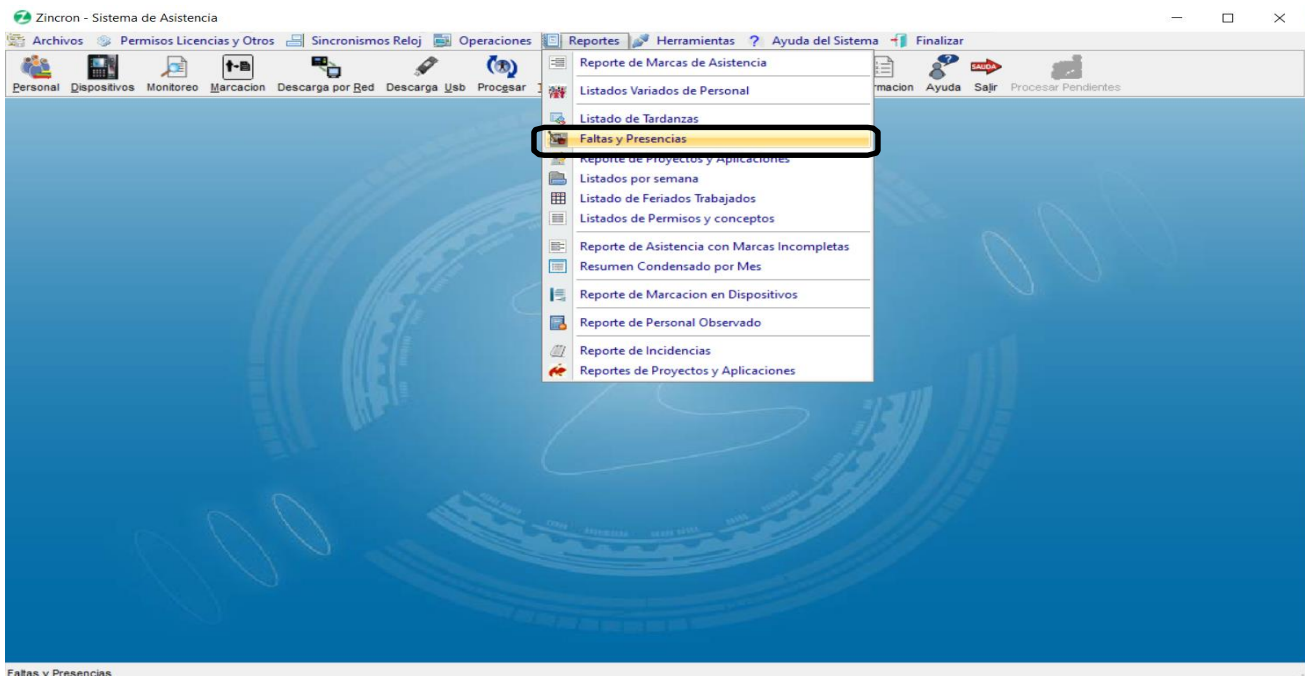 Zincron - Sistema de Asistencia
Archivos Permisos Licencias y Otros Sincronismos Reloj Operaciones Reportes Herramientas ? Ayuda del Sistema Finalizar
Personal Dispositivos Monitoreo Marcacion Descarga por Red Descarga Usb Procesar Ayuda Salir Procesar Pendientes
SALIDA
Reporte de Marcas de Asistencia
Listados Variados de Personal
Listado de Tardanzas
Faltas y Presencias
Reporte de Proyectos y Aplicaciones
Listados por semana
Listado de Feriados Trabajados
Listados de Permisos y conceptos
Reporte de Asistencia con Marcas Incompletas
Resumen Condensado por Mes
Reporte de Marcacion en Dispositivos
Reporte de Personal Observado
Reporte de Incidencias
Reportes de Proyectos y Aplicaciones
Faltas y Presencias